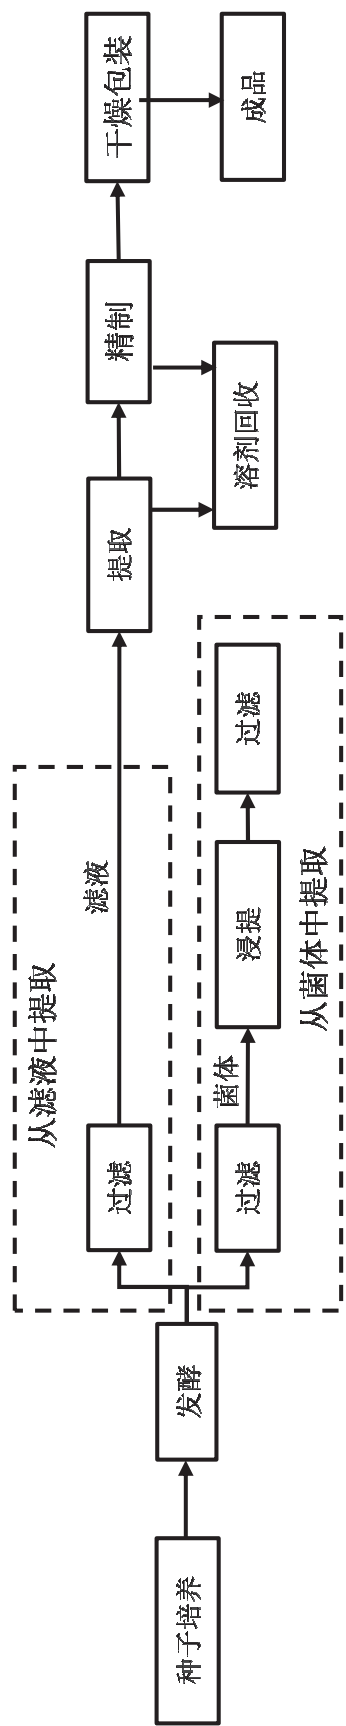 种子培养
发酵
从滤液中提取
过滤
滤液
提取
精制
干燥包装
成品
溶剂回收
过滤
菌体
浸提
过滤
从菌体中提取